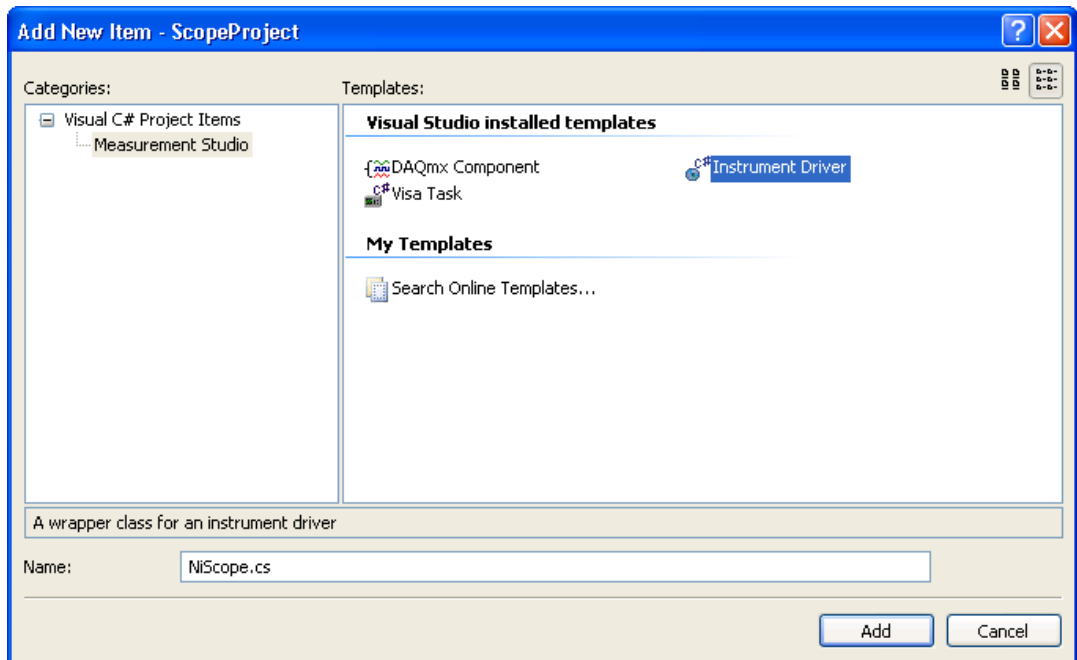 Add New Item - ScopeProject
Categories:
Templates:
Visual C# Project Items
Measurement Studio
Visual Studio installed templates
DAQmx Component
Instrument Driver
Visa Task
My Templates
Search Online Templates...
A wrapper class for an instrument driver
Name:
NiScope.cs
Add
Cancel